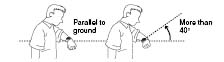 Parallel to
ground
More than
40°